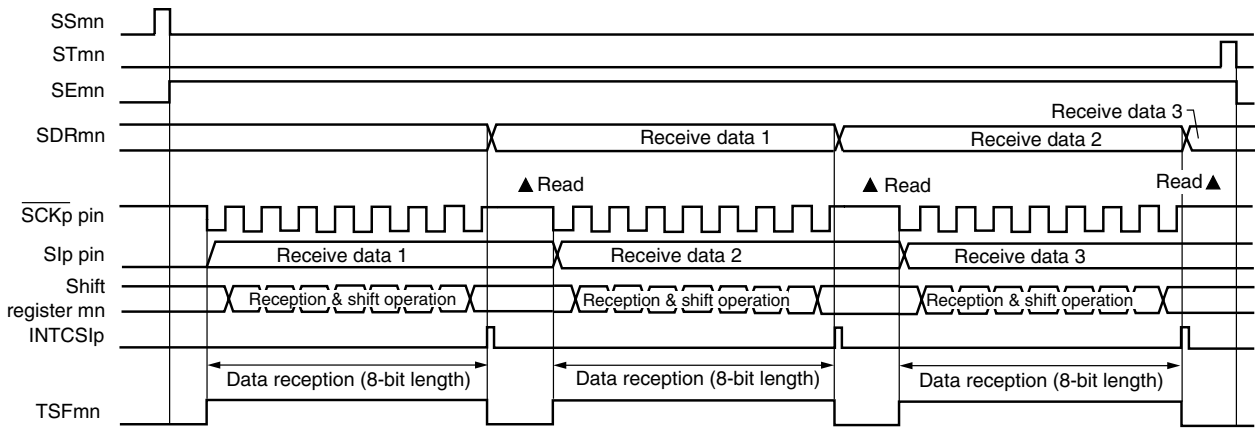 SSmn
STmn
SEmn
Receive data 3
SDRmn Receive data 1 Receive data 2
▲ Read ▲ Read Read ▲
SCKp pin
SIp pin Receive data 1 Receive data 2 Receive data 3
Shift
register mn Reception & shift operation Reception & shift operation Reception & shift operation
INTCSIp
Data reception (8-bit length) Data reception (8-bit length) Data reception (8-bit length)
TSFmn